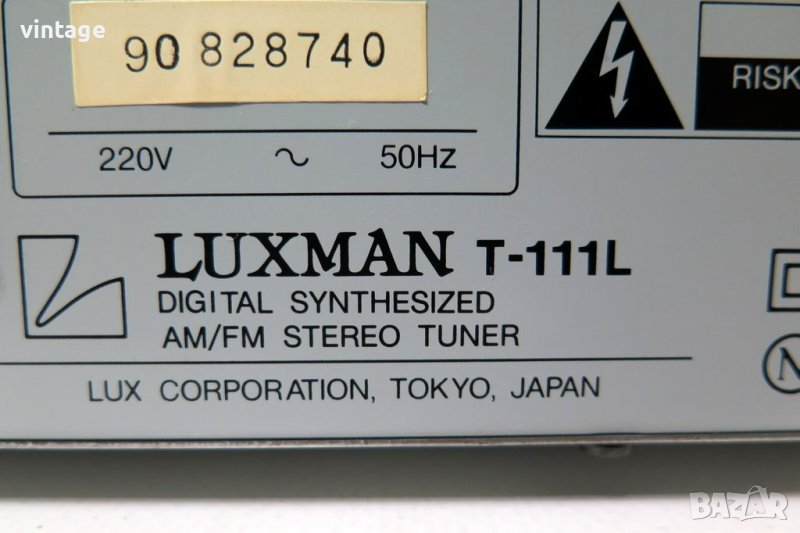 vintage
90 828740
RISK
220V ~ 50Hz
LUXMAN T-111L
DIGITAL SYNTHESIZED
AM/FM STEREO TUNER
N
LUX CORPORATION, TOKYO, JAPAN
BAZAR